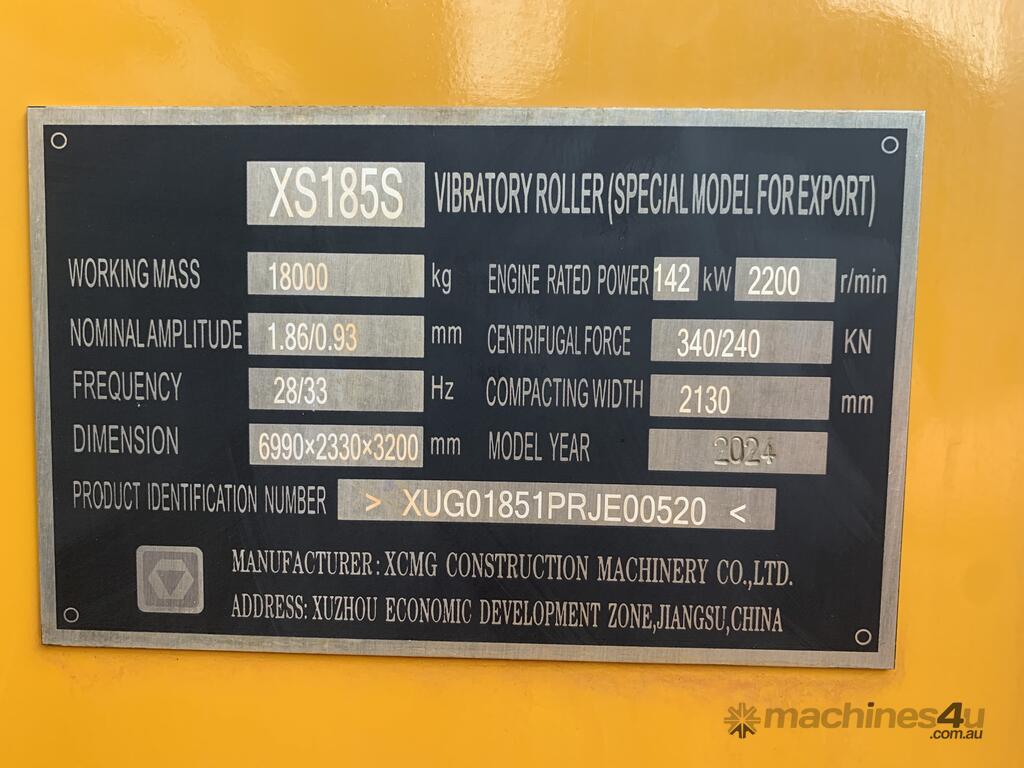 XS185S VIBRATORY ROLLER (SPECIAL MODEL FOR EXPORT)
WORKING MASS 18000 kg ENGINE RATED POWER 142 kW 2200 r/min
NOMINAL AMPLITUDE 1.86/0.93 mm CENTRIFUGAL FORCE 340/240 KN
FREQUENCY 28/33 Hz COMPACTING WIDTH 2130 mm
DIMENSION 6990×2330×3200 mm MODEL YEAR 2024
PRODUCT IDENTIFICATION NUMBER > XUG01851PRJE00520 <
MANUFACTURER: XCMG CONSTRUCTION MACHINERY CO.,LTD.
ADDRESS: XUZHOU ECONOMIC DEVELOPMENT ZONE,JIANGSU,CHINA
machines4u
.com.au